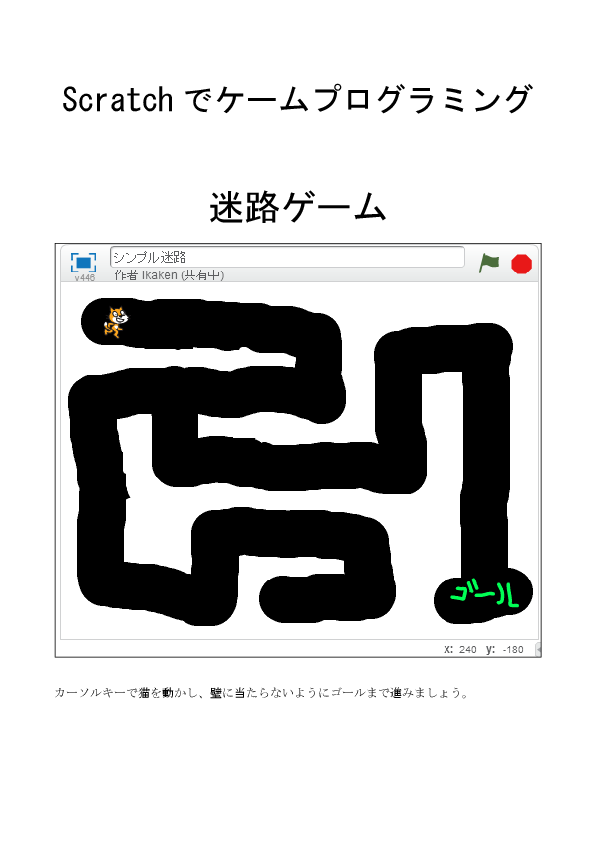 Scratchでケームプログラミング
迷路ゲーム
シンプル迷路
v446
作者 Ikaken (共有中)
ゴール
x: 240 y: -180
カーソルキーで猫を動かし、壁に当たらないようにゴールまで進みましょう。